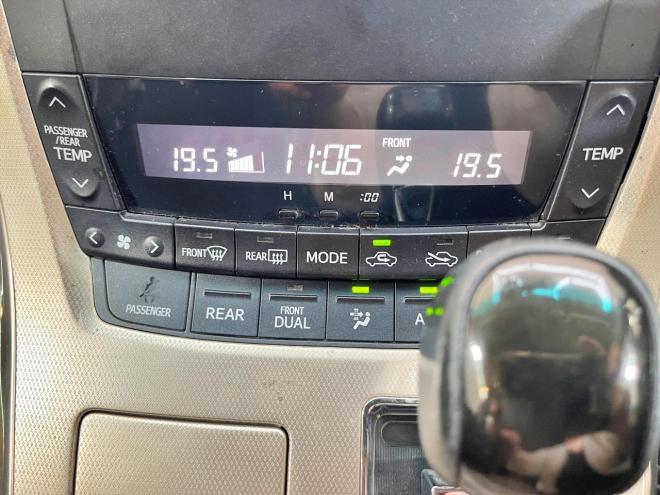 PASSENGER
/REAR
TEMP
19.5
11:06
FRONT
19.5
TEMP
H
M
:00
FRONT
REAR
MODE
PASSENGER
REAR
FRONT
DUAL